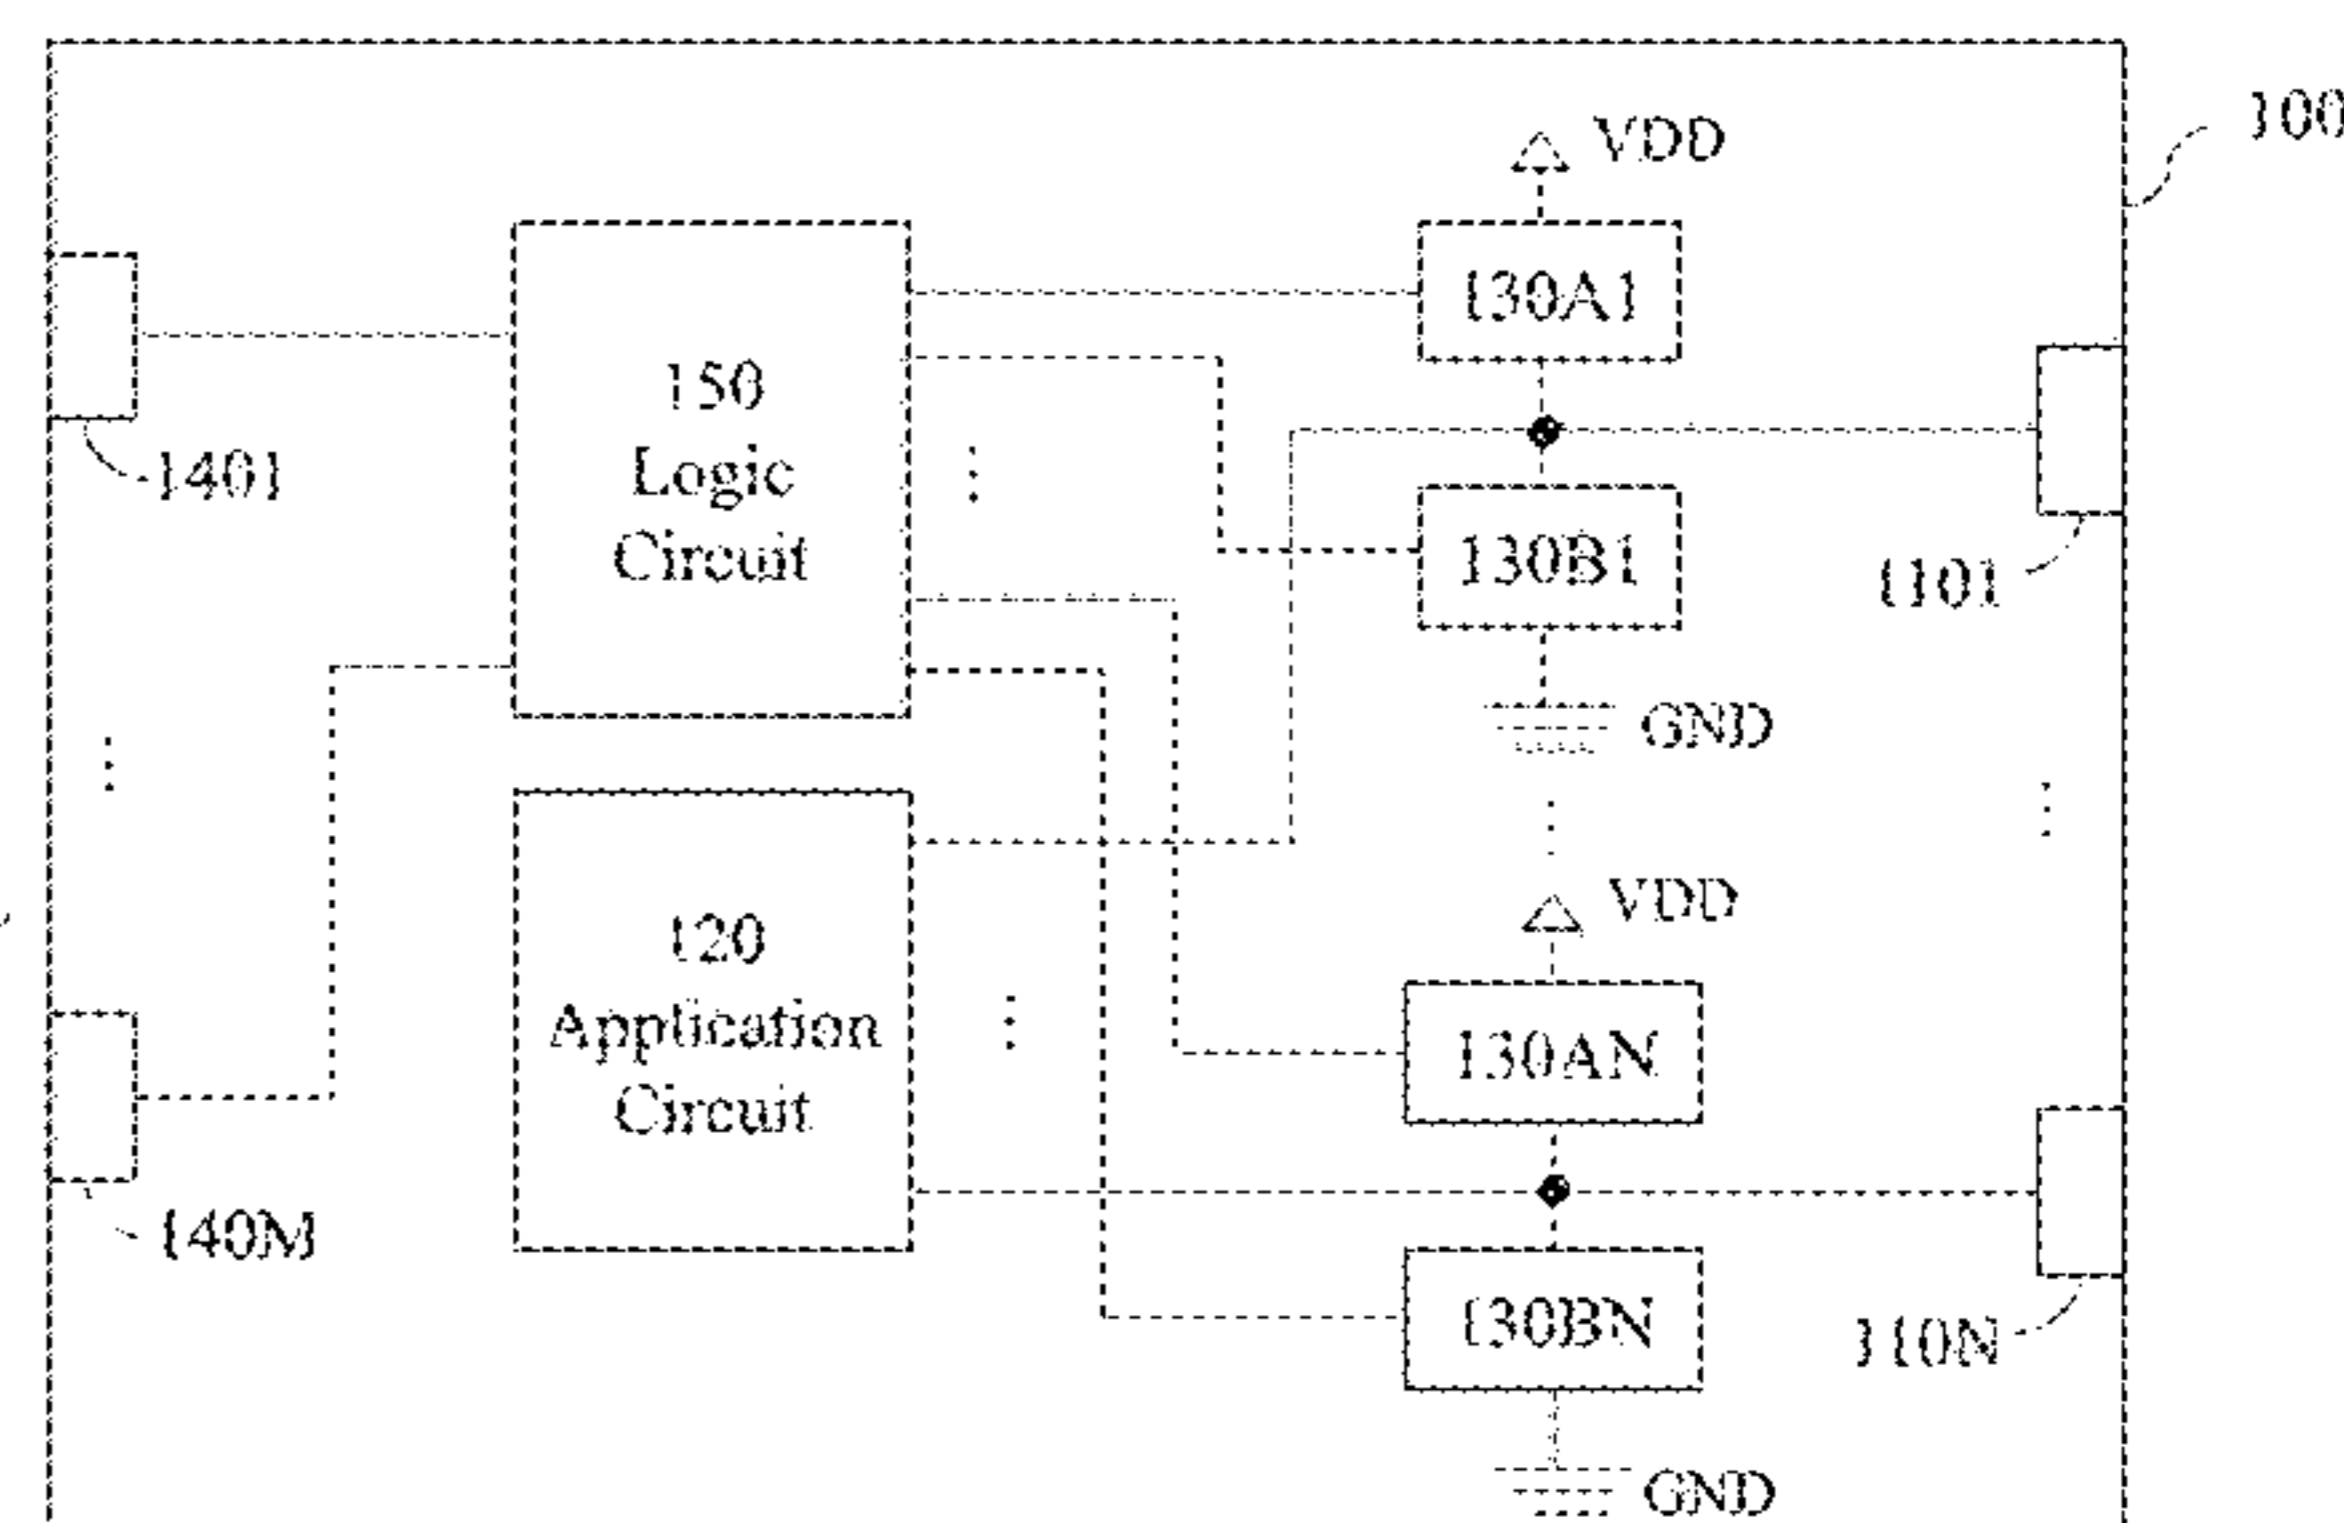 100
VDD
130A1
150
Logic
Circuit
1401
130B1
1101
GND
VDD
120
Application
Circuit
130AN
140M
130BN
110N
GND